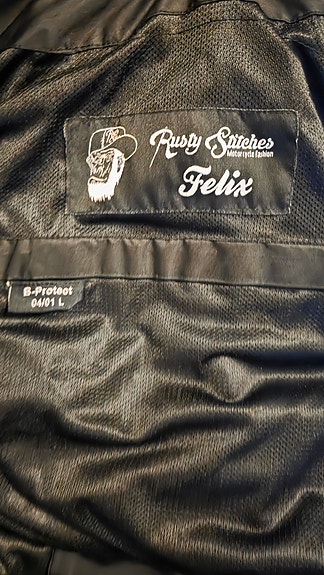 Rusty Stitches
Motorcycle Fashion
Felix
B-Protect
04/01 L